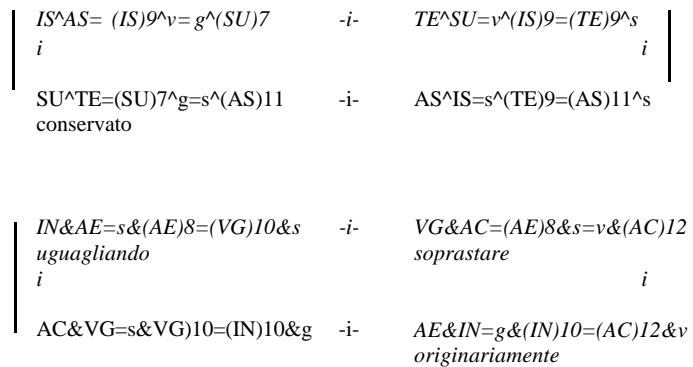 IS^AS= (IS)9^v= g^(SU)7 -i- TE^SU=v^(IS)9=(TE)9^s
i i
SU^TE=(SU)7^g=s^(AS)11 -i- AS^IS=s^(TE)9=(AS)11^s
conservato
IN&AE=s&(AE)8=(VG)10&s -i- VG&AC=(AE)8&s=v&(AC)12
uguagliando soprastare
i i
AC&VG=s&VG)10=(IN)10&g -i- AE&IN=g&(IN)10=(AC)12&v
originariamente